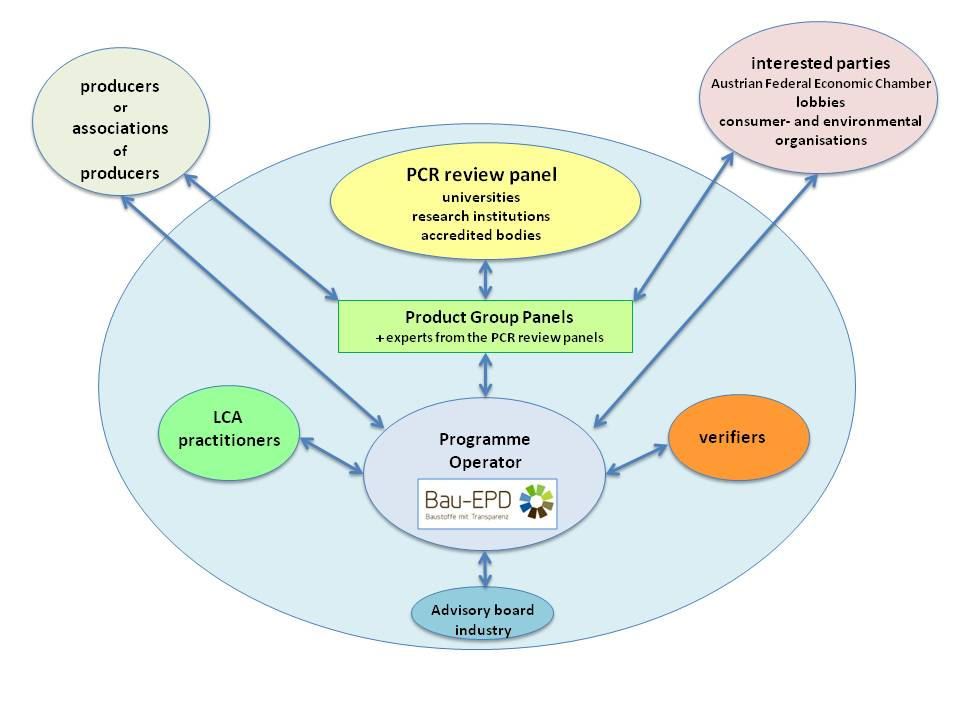 producers
or
associations
of
producers
interested parties
Austrian Federal Economic Chamber
lobbies
consumer- and environmental
organisations
PCR review panel
universities
research institutions
accredited bodies
Product Group Panels
+ experts from the PCR review panels
LCA
practitioners
Programme
Operator
Bau-EPD
Baustoffe mit Transparenz
verifiers
Advisory board
industry